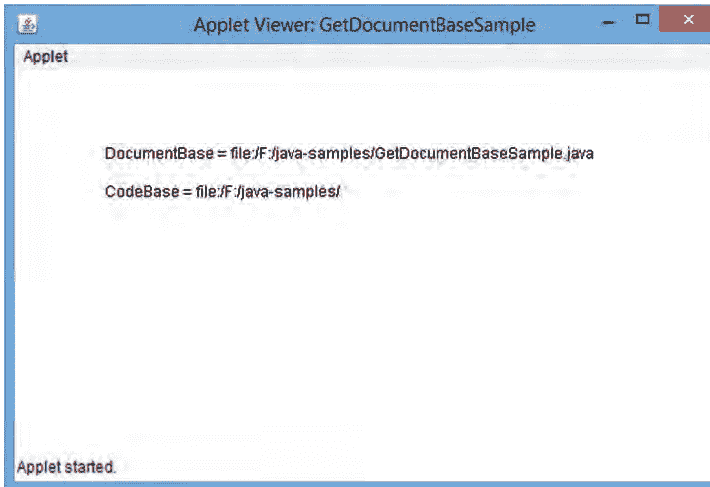 Applet Viewer: GetDocumentBaseSample
Applet
DocumentBase = file:/F:/java-samples/GetDocumentBaseSample.java
CodeBase = file:/F:/java-samples/
Applet started.